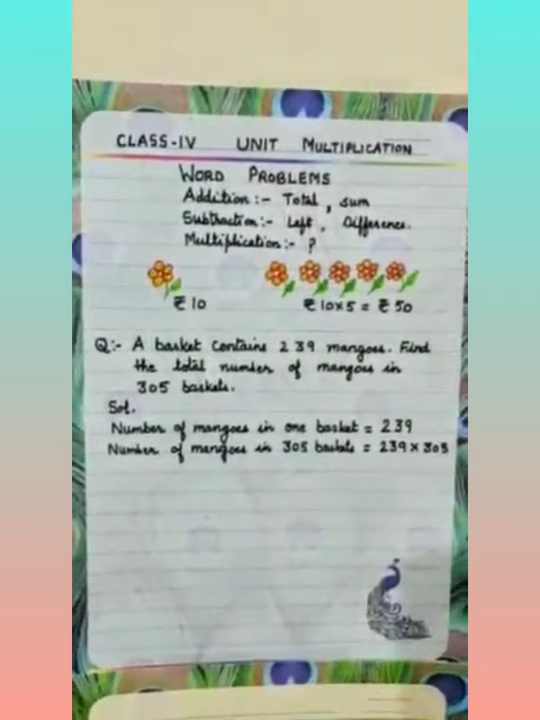 CLASS-IV UNIT MULTIPLICATION
WORD PROBLEMS
Addition:- Total, sum
Subtraction:- Left, Difference.
Multiplication:- ?
₹10 ₹10×5 = ₹50
Q:- A basket contains 239 mangoes. Find
the total number of mangoes in
305 baskets.
Sol.
Number of mangoes in one basket = 239
Number of mangoes in 305 baskets = 239×305